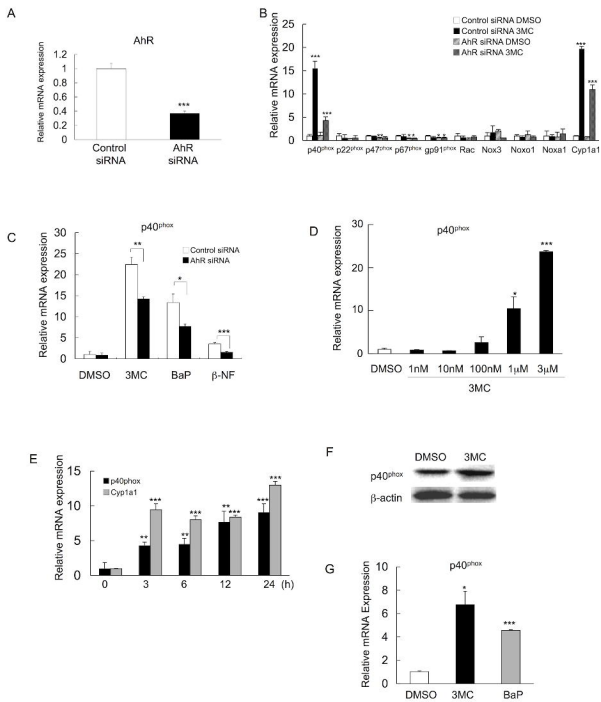 A
AhR
Relative mRNA expression
1.2
1
0.8
0.6
0.4
0.2
0
***
Control siRNA
AhR siRNA
B
Control siRNA DMSO
Control siRNA 3MC
AhR siRNA DMSO
AhR siRNA 3MC
Relative mRNA expression
25
20
15
10
5
0
***
***
**
**
* *
***
***
p40phox p22phox p47phox p67phox gp91phox Rac Nox3 Noxo1 Noxa1 Cyp1a1
C
p40phox
Control siRNA
AhR siRNA
Relative mRNA expression
30
25
20
15
10
5
0
**
*
***
DMSO 3MC BaP β-NF
D
p40phox
Relative mRNA expression
30
20
10
0
*
***
DMSO 1nM 10nM 100nM 1μM 3μM
3MC
E
p40phox
Cyp1a1
Relative mRNA expression
15
10
5
0
** *** ** *** ** *** *** ***
0 3 6 12 24 (h)
F
DMSO 3MC
p40phox
β-actin
G
p40phox
Relative mRNA Expression
10
8
6
4
2
0
*
***
DMSO 3MC BaP